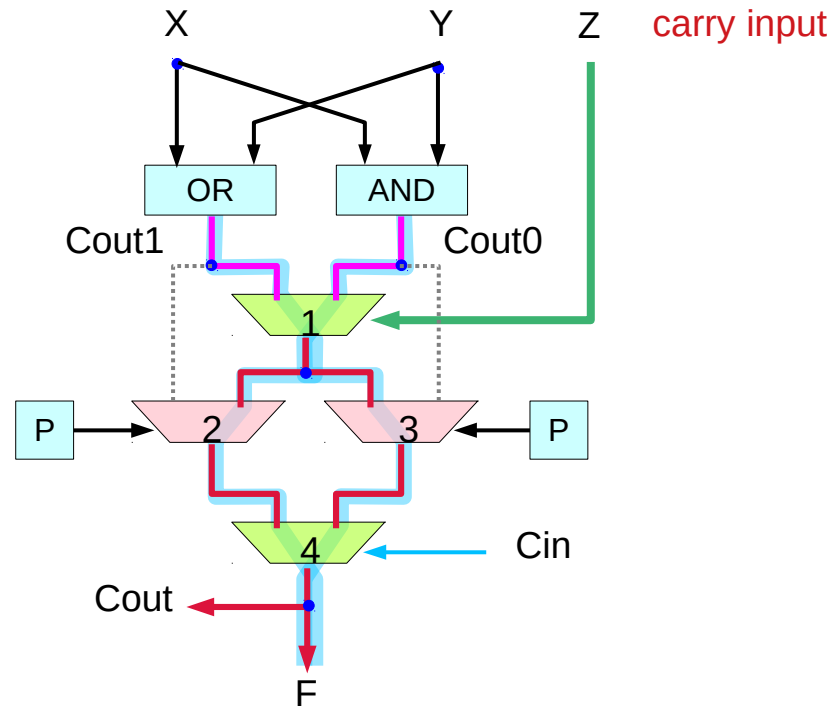 X Y Z carry input
OR AND
Cout1 Cout0
1
P 2 3 P
4 Cin
Cout
F